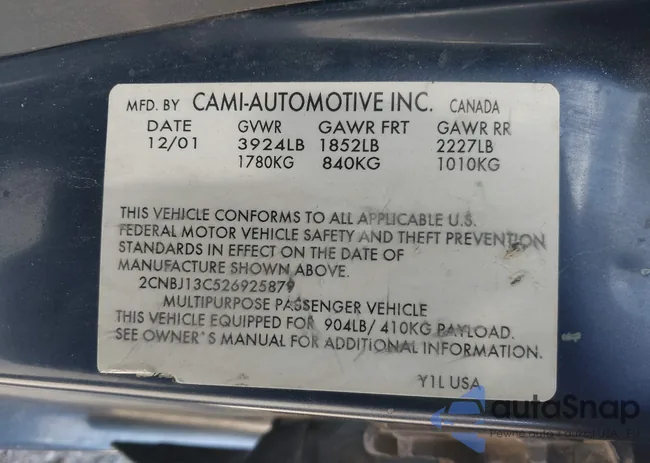 MFD. BY CAMI-AUTOMOTIVE INC. CANADA
DATE GVWR GAWR FRT GAWR RR
12/01 3924LB 1852LB 2227LB
1780KG 840KG 1010KG
THIS VEHICLE CONFORMS TO ALL APPLICABLE U.S.
FEDERAL MOTOR VEHICLE SAFETY AND THEFT PREVENTION
STANDARDS IN EFFECT ON THE DATE OF
MANUFACTURE SHOWN ABOVE.
2CNBJ13C526925879
MULTIPURPOSE PASSENGER VEHICLE
THIS VEHICLE EQUIPPED FOR 904LB/ 410KG PAYLOAD.
SEE OWNER'S MANUAL FOR ADDITIONAL INFORMATION.
Y1L USA
autoSnap